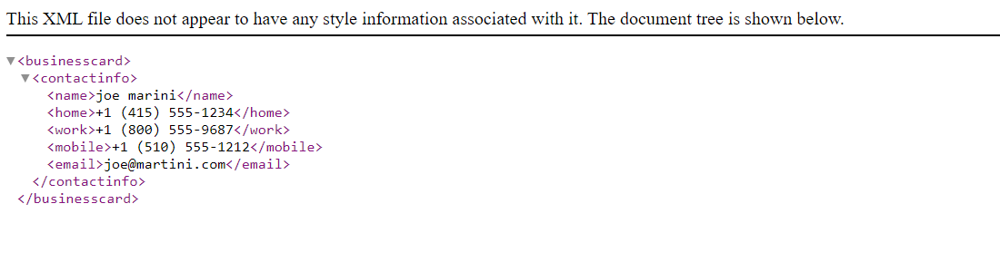 This XML file does not appear to have any style information associated with it. The document tree is shown below.
▼<businesscard>
▼<contactinfo>
<name>joe marini</name>
<home>+1 (415) 555-1234</home>
<work>+1 (800) 555-9687</work>
<mobile>+1 (510) 555-1212</mobile>
<email>joe@martini.com</email>
</contactinfo>
</businesscard>